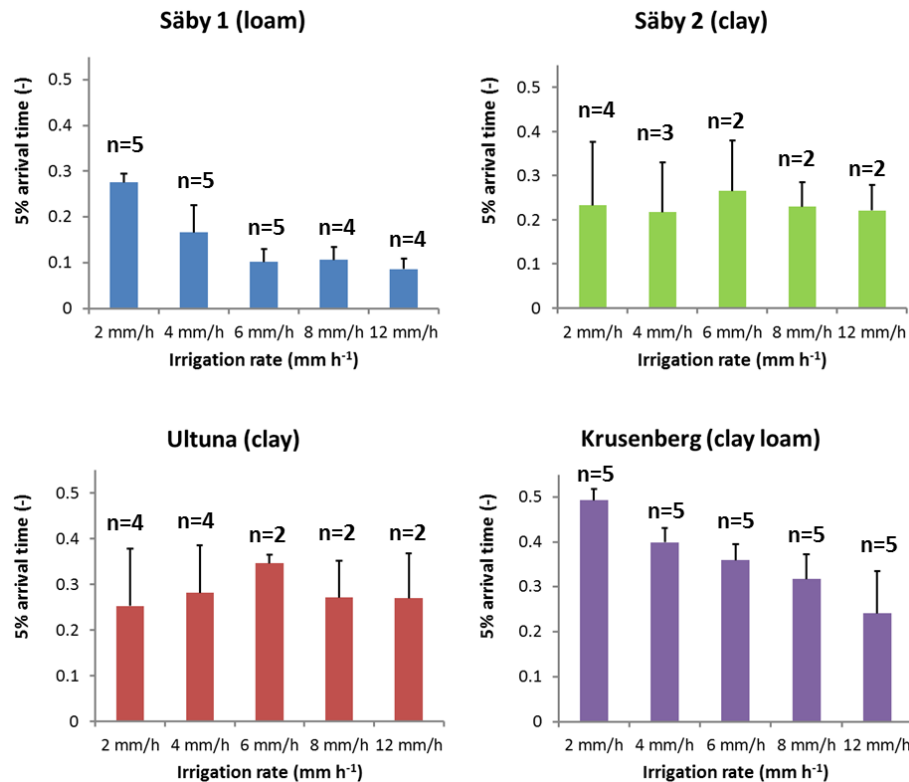 Säby 1 (loam)
5% arrival time (-)
0.5
0.4
0.3
0.2
0.1
0
n=5
n=5
n=5
n=4
n=4
2 mm/h 4 mm/h 6 mm/h 8 mm/h 12 mm/h
Irrigation rate (mm h⁻¹)
Säby 2 (clay)
5% arrival time (-)
0.5
0.4
0.3
0.2
0.1
0
n=4
n=3
n=2
n=2
n=2
2 mm/h 4 mm/h 6 mm/h 8 mm/h 12 mm/h
Irrigation rate (mm h⁻¹)
Ultuna (clay)
5% arrival time (-)
0.5
0.4
0.3
0.2
0.1
0
n=4
n=4
n=2
n=2
n=2
2 mm/h 4 mm/h 6 mm/h 8 mm/h 12 mm/h
Irrigation rate (mm h⁻¹)
Krusenberg (clay loam)
5% arrival time (-)
0.5
0.4
0.3
0.2
0.1
0
n=5
n=5
n=5
n=5
n=5
2 mm/h 4 mm/h 6 mm/h 8 mm/h 12 mm/h
Irrigation rate (mm h⁻¹)